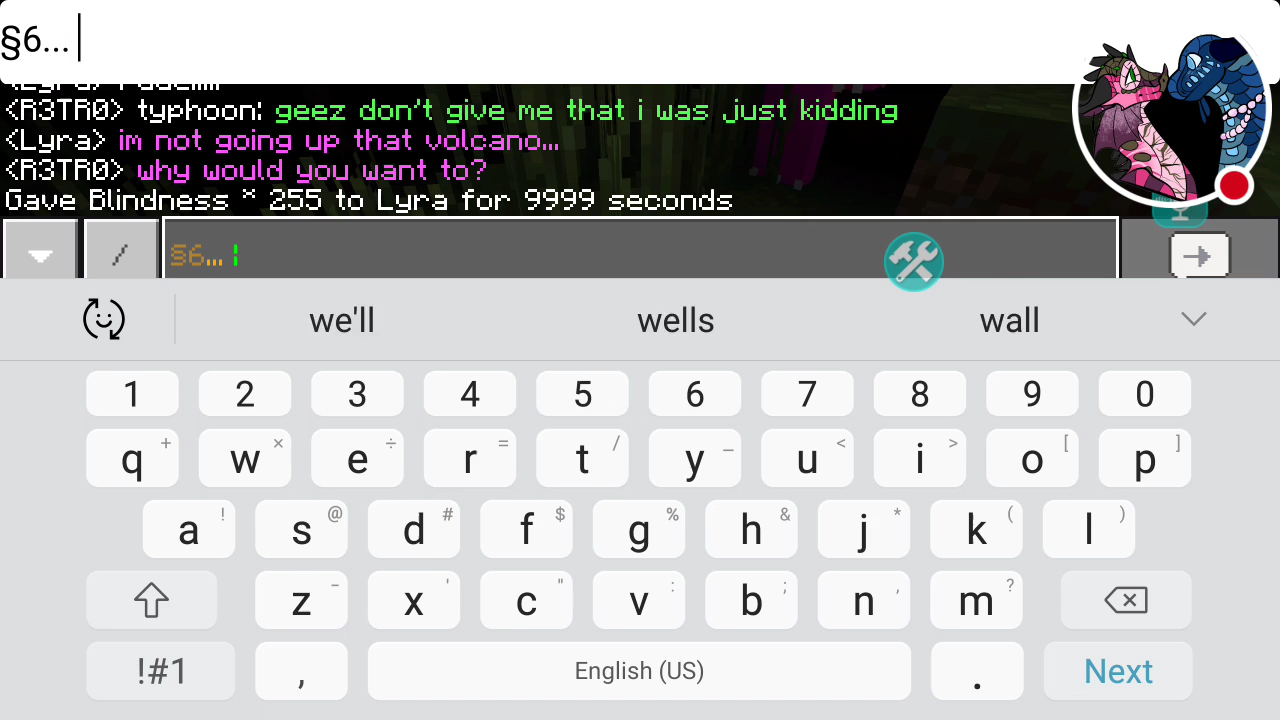 §6...
<R3TR0> typhoon: geez don't give me that i was just kidding
<Lyra> im not going up that volcano...
<R3TR0> why would you want to?
Gave Blindness * 255 to Lyra for 9999 seconds
/ §6...
we'll wells wall
1 2 3 4 5 6 7 8 9 0
q + w × e ÷ r = t / y _ u < i > o [ p ]
a ! s @ d # f $ g % h & j * k ( l )
z - x ' c " v : b ; n , m ?
!#1 , English (US) . Next